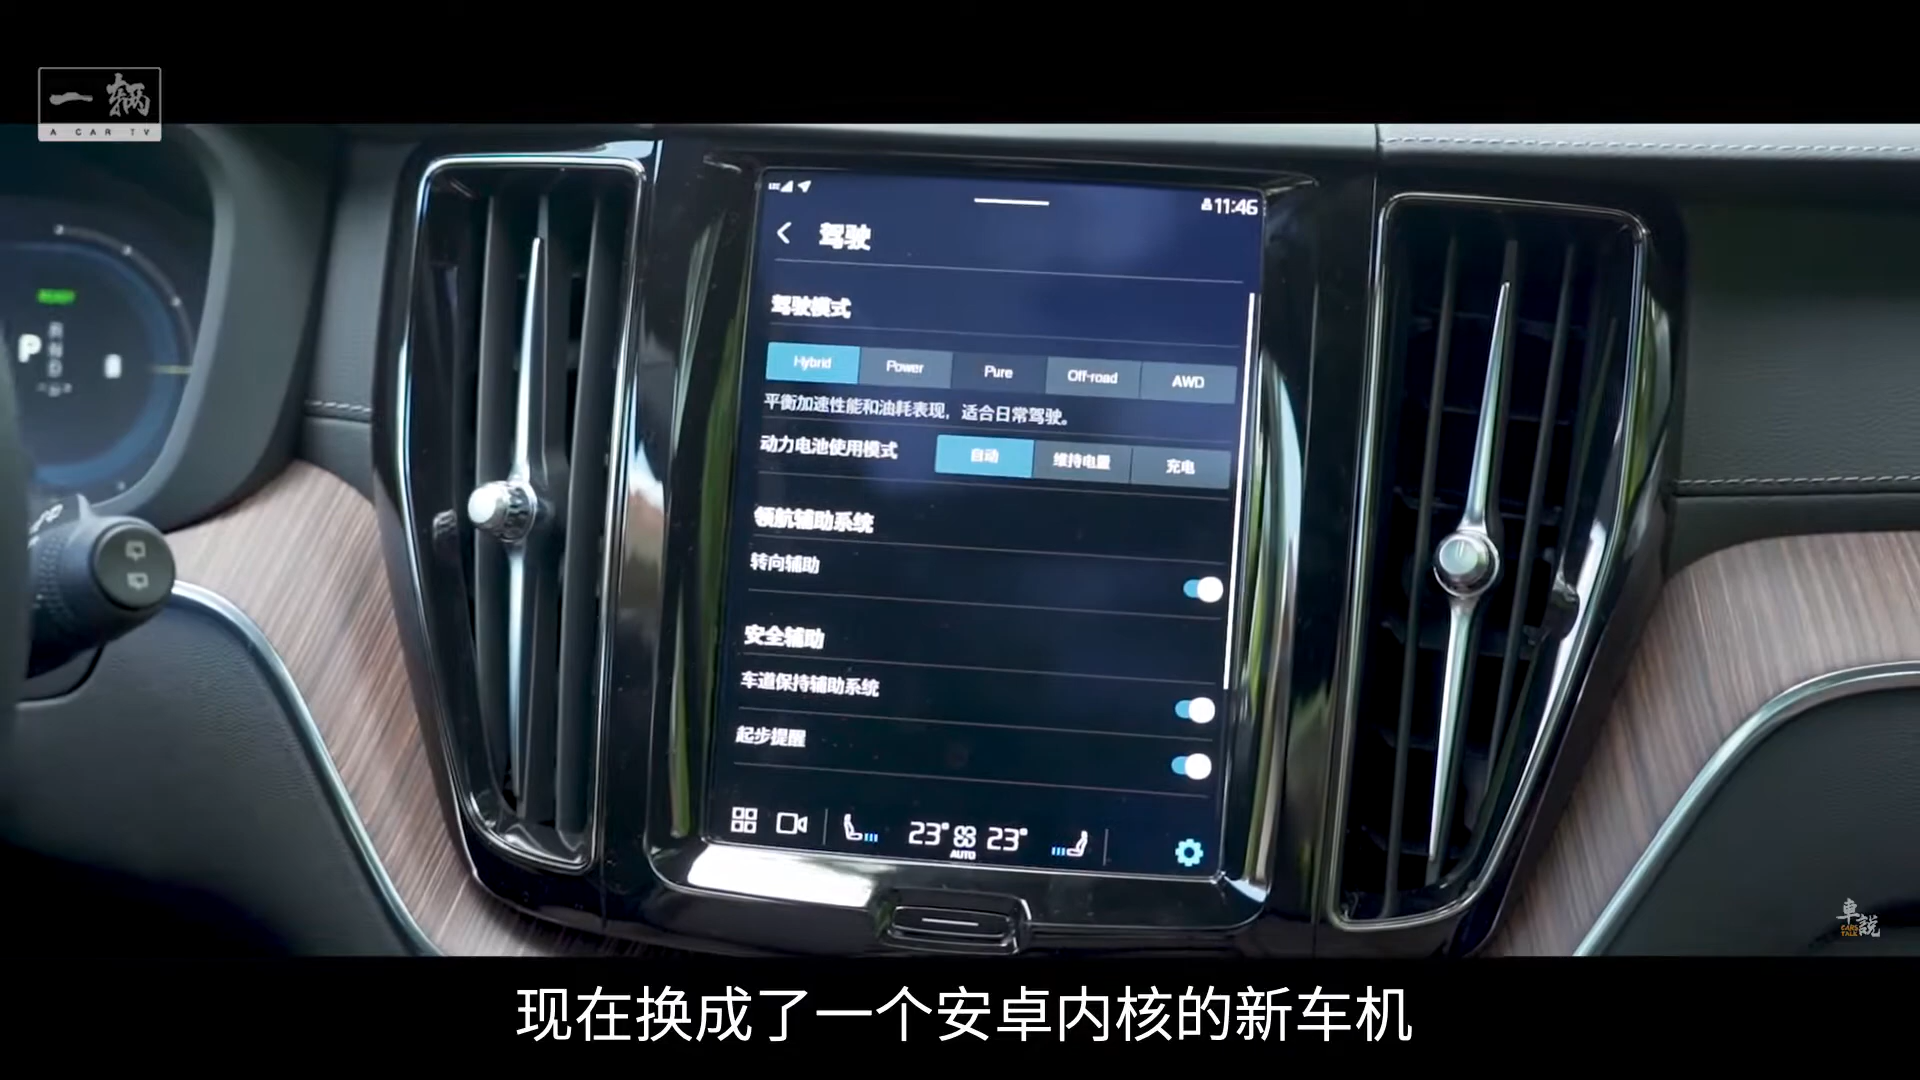 一辆
A CAR TV
11:46
驾驶
驾驶模式
Hybrid Power Pure Off-road AWD
平衡加速性能和油耗表现，适合日常驾驶。
动力电池使用模式 自动 维持电量 充电
领航辅助系统
转向辅助
安全辅助
车道保持辅助系统
起步提醒
23° 23°
AUTO
READY
P
R
N
D
車說
CARS TALK
现在换成了一个安卓内核的新车机